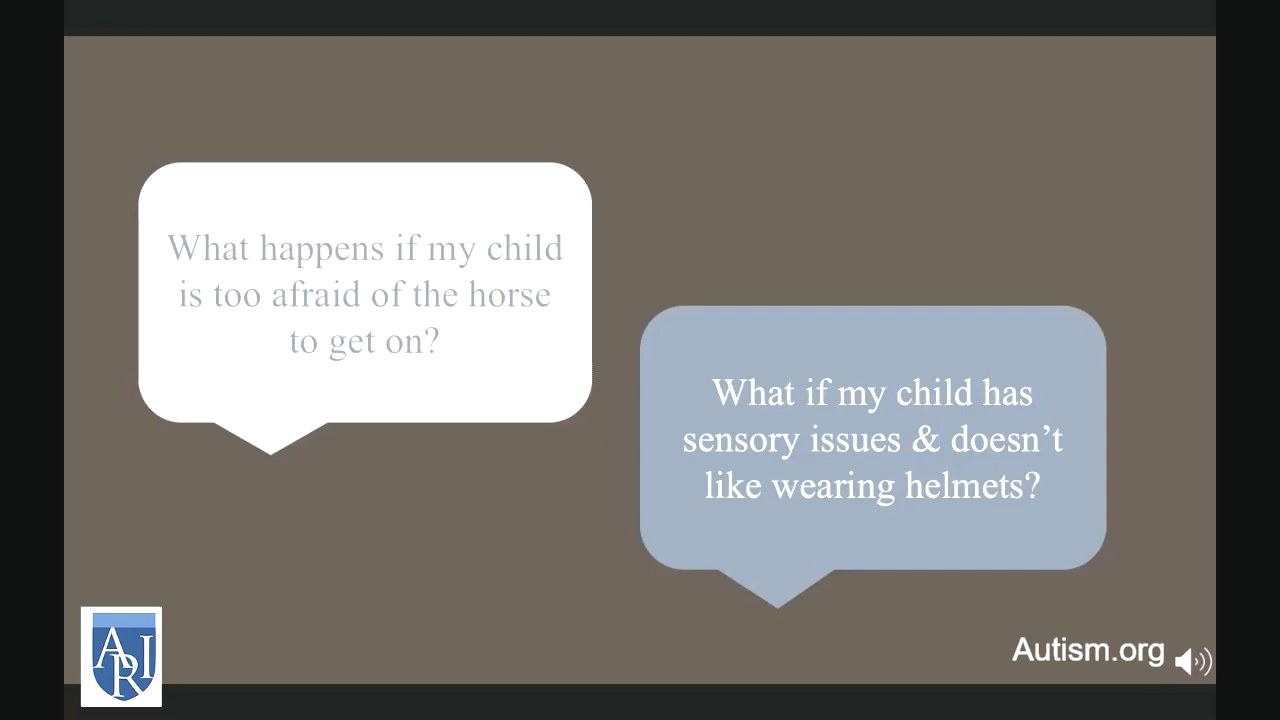 What happens if my child
is too afraid of the horse
to get on?
What if my child has
sensory issues & doesn’t
like wearing helmets?
ARI
Autism.org